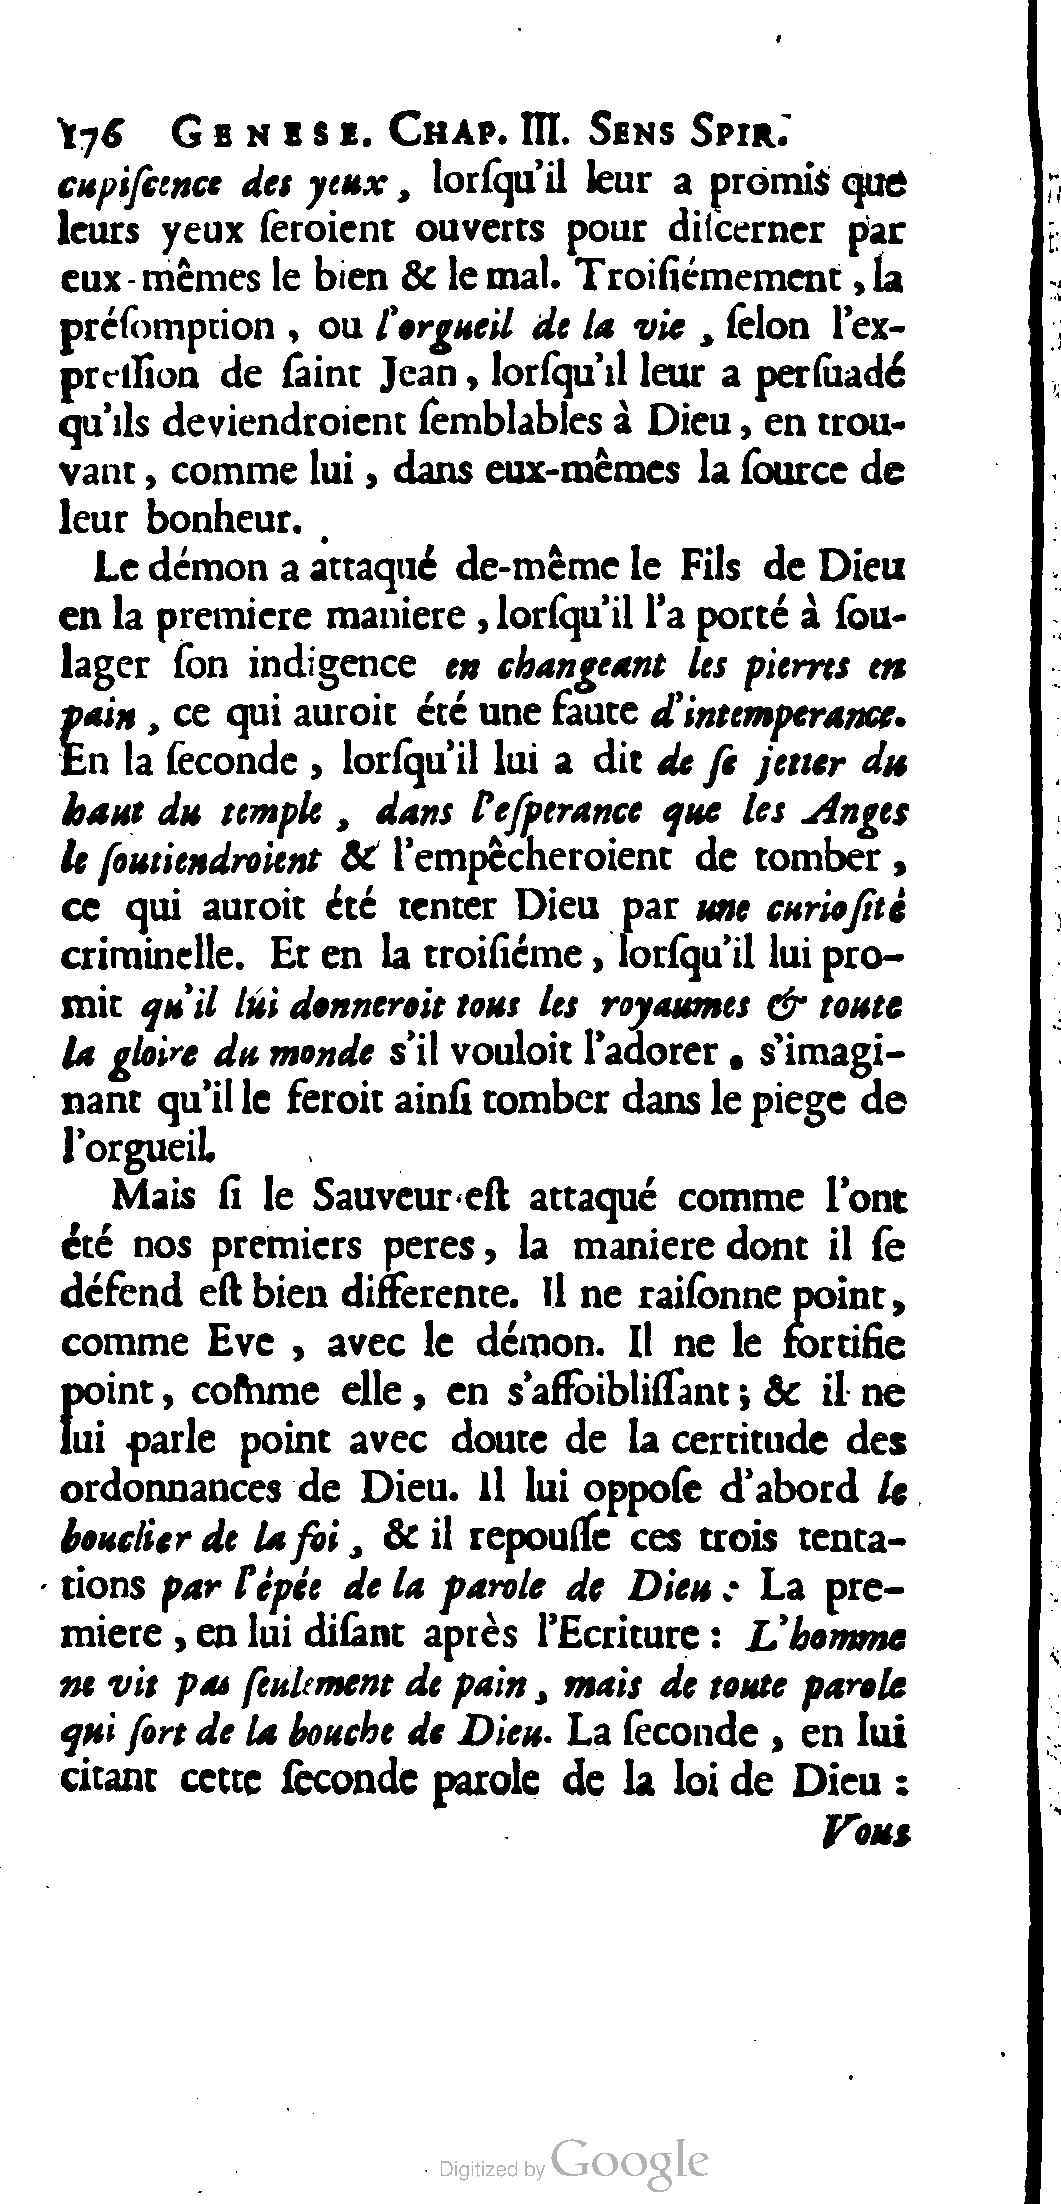 176 GENESE. CHAP. III. SENS SPIR.
cupiſcence des yeux, lorſqu'il leur a promis que
leurs yeux ſeroient ouverts pour diſcerner par
eux-mêmes le bien & le mal. Troiſiémement, la
préſomption, ou l'orgueil de la vie, ſelon l'ex-
preſſion de ſaint Jean, lorſqu'il leur a perſuadé
qu'ils deviendroient ſemblables à Dieu, en trou-
vant, comme lui, dans eux-mêmes la ſource de
leur bonheur.
Le démon a attaqué de-même le Fils de Dieu
en la premiere maniere, lorſqu'il l'a porté à ſou-
lager ſon indigence en changeant les pierres en
pain, ce qui auroit été une faute d'intemperance.
En la ſeconde, lorſqu'il lui a dit de ſe jetter du
haut du temple, dans l'eſperance que les Anges
le ſoutiendroient & l'empêcheroient de tomber,
ce qui auroit été tenter Dieu par une curioſité
criminelle. Et en la troiſiéme, lorſqu'il lui pro-
mit qu'il lui donneroit tous les royaumes & toute
la gloire du monde s'il vouloit l'adorer, s'imagi-
nant qu'il le feroit ainſi tomber dans le piege de
l'orgueil.
Mais ſi le Sauveur eſt attaqué comme l'ont
été nos premiers peres, la maniere dont il ſe
défend eſt bien differente. Il ne raiſonne point,
comme Eve, avec le démon. Il ne le fortifie
point, comme elle, en s'affoibliſſant; & il ne
lui parle point avec doute de la certitude des
ordonnances de Dieu. Il lui oppoſe d'abord le
bouclier de la foi, & il repouſſe ces trois tenta-
tions par l'épée de la parole de Dieu: La pre-
miere, en lui diſant après l'Ecriture: L'homme
ne vit pas ſeulement de pain, mais de toute parole
qui ſort de la bouche de Dieu. La ſeconde, en lui
citant cette ſeconde parole de la loi de Dieu:
Vous
Digitized by Google